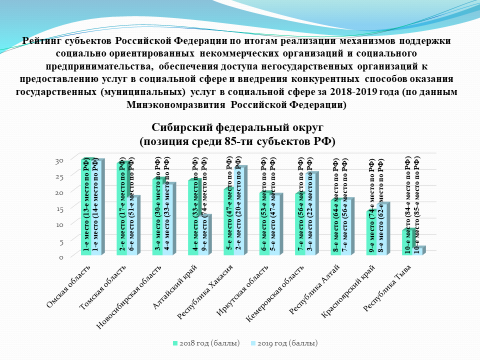 Рейтинг субъектов Российской Федерации по итогам реализации механизмов поддержки
социально ориентированных некоммерческих организаций и социального
предпринимательства, обеспечения доступа негосударственных организаций к
предоставлению услуг в социальной сфере и внедрения конкурентных способов оказания
государственных (муниципальных) услуг в социальной сфере за 2018-2019 года (по данным
Минэкономразвития Российской Федерации)
Сибирский федеральный округ
(позиция среди 85-ти субъектов РФ)
30
25
20
15
10
5
0
1-е место (13-е место по РФ)
1-е место (14-е место по РФ)
2-е место (17-е место по РФ)
6-е место (51-е место по РФ)
3-е место (30-е место по РФ)
4-е место (32-е место по РФ)
4-е место (33-е место по РФ)
5-е место (47-е место по РФ)
2-е место (20-е место по РФ)
6-е место (53-е место по РФ)
5-е место (47-е место по РФ)
7-е место (56-е место по РФ)
3-е место (22-е место по РФ)
8-е место (64-е место по РФ)
7-е место (56-е место по РФ)
9-е место (74-е место по РФ)
8-е место (62-е место по РФ)
10-е место (84-е место по РФ)
10-е место (85-е место по РФ)
Омская область
Томская область
Новосибирская область
Алтайский край
Республика Хакасия
Иркутская область
Кемеровская область
Республика Алтай
Красноярский край
Республика Тыва
2018 год (баллы)
2019 год (баллы)